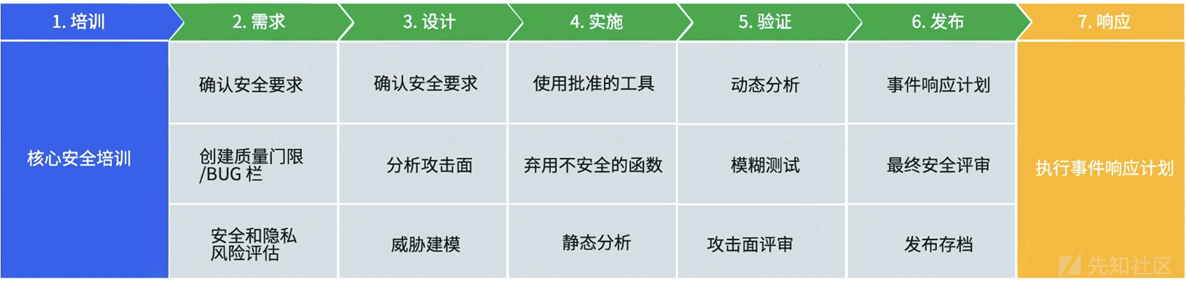 1. 培训
2. 需求
3. 设计
4. 实施
5. 验证
6. 发布
7. 响应
核心安全培训
确认安全要求
创建质量门限
/BUG 栏
安全和隐私
风险评估
确认安全要求
分析攻击面
威胁建模
使用批准的工具
弃用不安全的函数
静态分析
动态分析
模糊测试
攻击面评审
事件响应计划
最终安全评审
发布存档
执行事件响应计划
先知社区